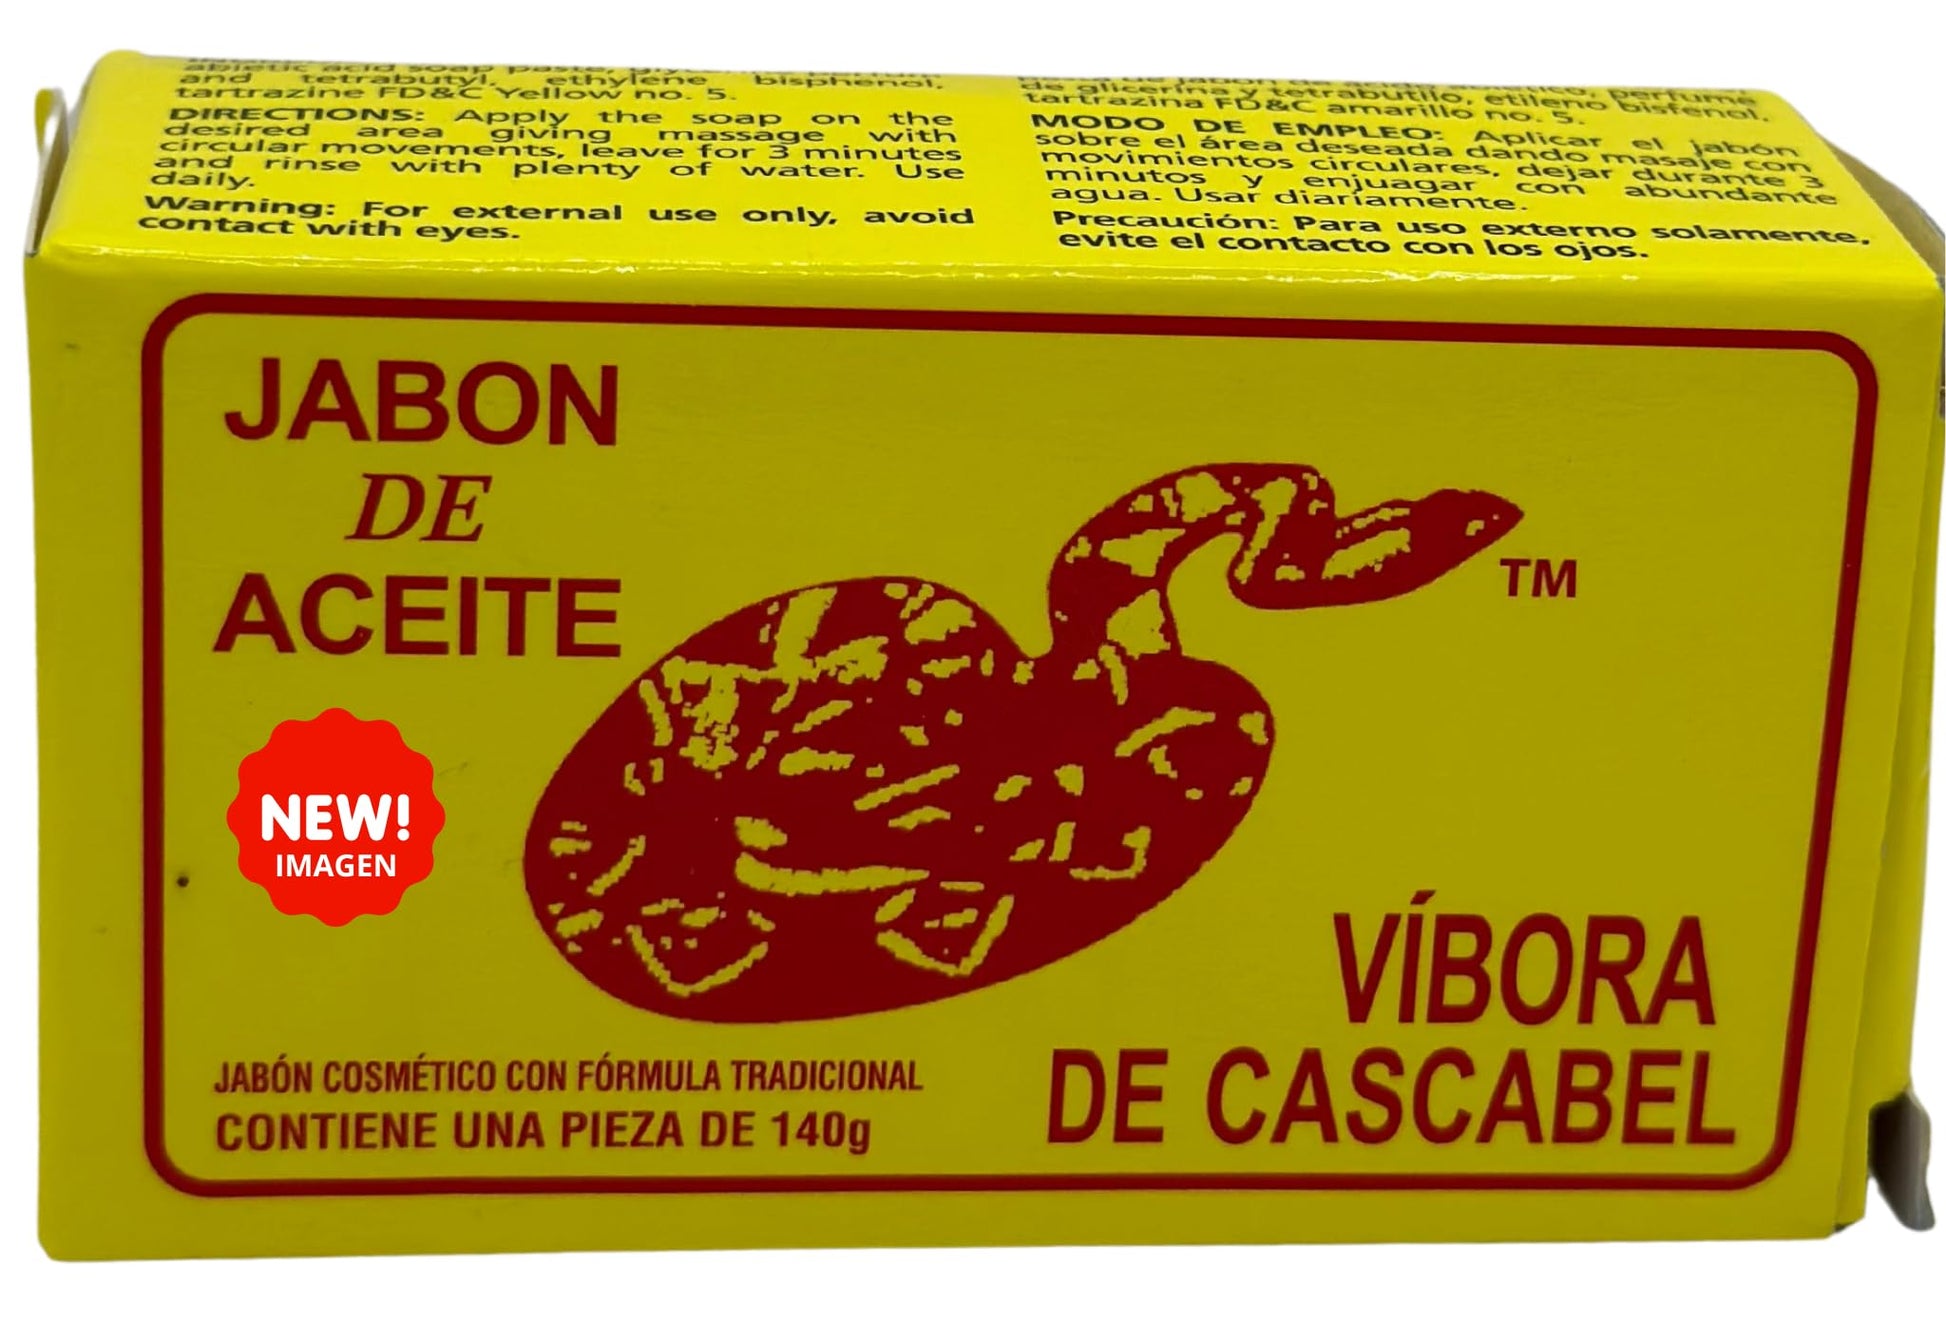 abietic acid soap paste,
and tetrabutyl, ethylene bisphenol,
tartrazine FD&C Yellow no. 5.
DIRECTIONS: Apply the soap on the
desired area giving massage with
circular movements, leave for 3 minutes
and rinse with plenty of water. Use
daily.
Warning: For external use only, avoid
contact with eyes.
perfume
de glicerina y tetrabutilo, etileno bisfenol,
tartrazina FD&C amarillo no. 5.
MODO DE EMPLEO: Aplicar el jabón
sobre el área deseada dando masaje con
movimientos circulares, dejar durante 3
minutos y enjuagar con abundante
agua. Usar diariamente.
Precaución: Para uso externo solamente,
evite el contacto con los ojos.
JABON
DE
ACEITE
TM
NEW!
IMAGEN
VÍBORA
DE CASCABEL
JABÓN COSMÉTICO CON FÓRMULA TRADICIONAL
CONTIENE UNA PIEZA DE 140g